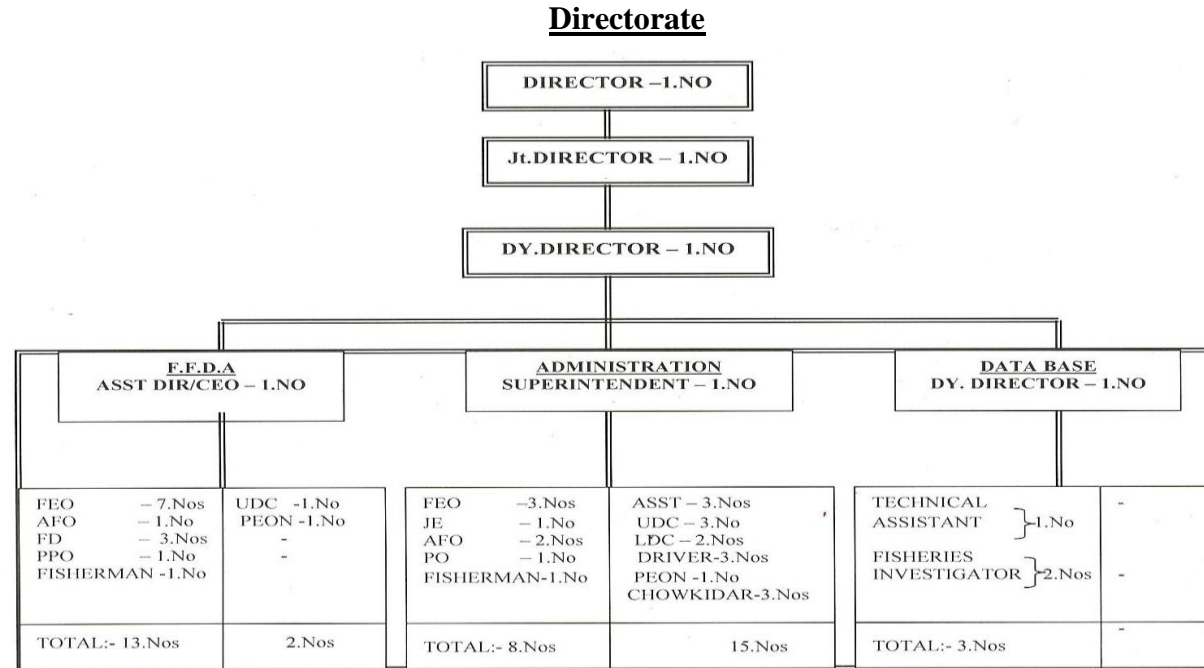 Directorate
DIRECTOR –1.NO
Jt.DIRECTOR – 1.NO
DY.DIRECTOR – 1.NO
F.F.D.A
ASST DIR/CEO – 1.NO
ADMINISTRATION
SUPERINTENDENT – 1.NO
DATA BASE
DY. DIRECTOR – 1.NO
FEO – 7.Nos
AFO – 1.No
FD – 3.Nos
PPO – 1.No
FISHERMAN -1.No
UDC -1.No
PEON -1.No
-
-
FEO –3.Nos
JE – 1.No
AFO – 2.Nos
PO – 1.No
FISHERMAN-1.No
ASST – 3.Nos
UDC – 3.No
LDC – 2.Nos
DRIVER-3.Nos
PEON -1.No
CHOWKIDAR-3.Nos
TECHNICAL
ASSISTANT }1.No
FISHERIES
INVESTIGATOR }2.Nos
-
-
TOTAL:- 13.Nos
2.Nos
TOTAL:- 8.Nos
15.Nos
TOTAL:- 3.Nos
-